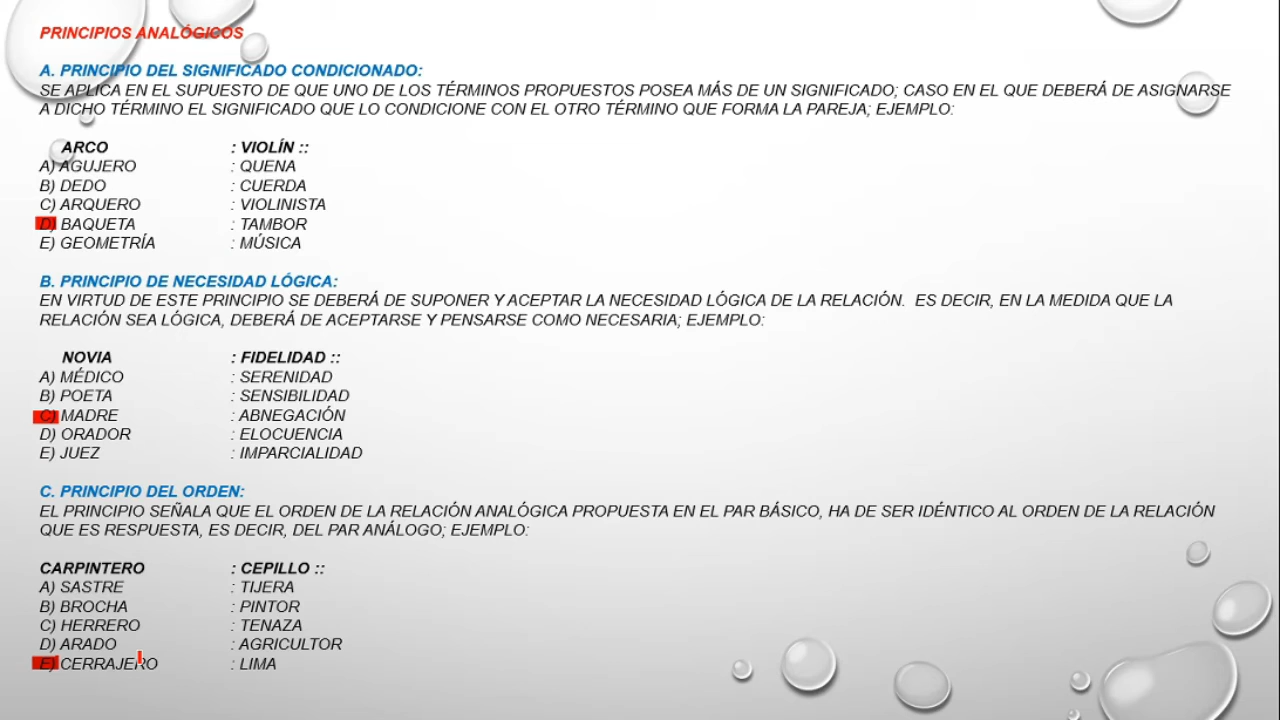 PRINCIPIOS ANALÓGICOS
A. PRINCIPIO DEL SIGNIFICADO CONDICIONADO:
SE APLICA EN EL SUPUESTO DE QUE UNO DE LOS TÉRMINOS PROPUESTOS POSEA MÁS DE UN SIGNIFICADO; CASO EN EL QUE DEBERÁ DE ASIGNARSE
A DICHO TÉRMINO EL SIGNIFICADO QUE LO CONDICIONE CON EL OTRO TÉRMINO QUE FORMA LA PAREJA; EJEMPLO:
ARCO : VIOLÍN ::
A) AGUJERO : QUENA
B) DEDO : CUERDA
C) ARQUERO : VIOLINISTA
D) BAQUETA : TAMBOR
E) GEOMETRÍA : MÚSICA
B. PRINCIPIO DE NECESIDAD LÓGICA:
EN VIRTUD DE ESTE PRINCIPIO SE DEBERÁ DE SUPONER Y ACEPTAR LA NECESIDAD LÓGICA DE LA RELACIÓN. ES DECIR, EN LA MEDIDA QUE LA
RELACIÓN SEA LÓGICA, DEBERÁ DE ACEPTARSE Y PENSARSE COMO NECESARIA; EJEMPLO:
NOVIA : FIDELIDAD ::
A) MÉDICO : SERENIDAD
B) POETA : SENSIBILIDAD
C) MADRE : ABNEGACIÓN
D) ORADOR : ELOCUENCIA
E) JUEZ : IMPARCIALIDAD
C. PRINCIPIO DEL ORDEN:
EL PRINCIPIO SEÑALA QUE EL ORDEN DE LA RELACIÓN ANALÓGICA PROPUESTA EN EL PAR BÁSICO, HA DE SER IDÉNTICO AL ORDEN DE LA RELACIÓN
QUE ES RESPUESTA, ES DECIR, DEL PAR ANÁLOGO; EJEMPLO:
CARPINTERO : CEPILLO ::
A) SASTRE : TIJERA
B) BROCHA : PINTOR
C) HERRERO : TENAZA
D) ARADO : AGRICULTOR
E) CERRAJERO : LIMA